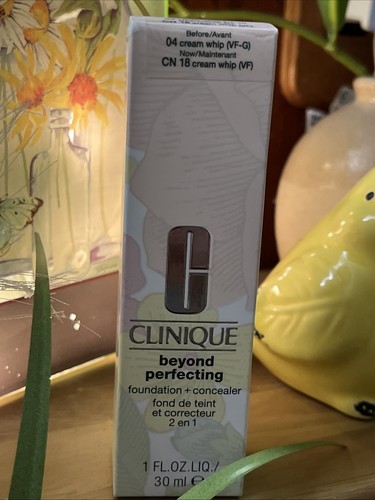 Before/Avant
04 cream whip (VF-G)
Now/Maintenant
CN 18 cream whip (VF)
CLINIQUE
beyond
perfecting
foundation + concealer
fond de teint
et correcteur
2 en 1
1 FL.OZ.LIQ./
30 ml ℮